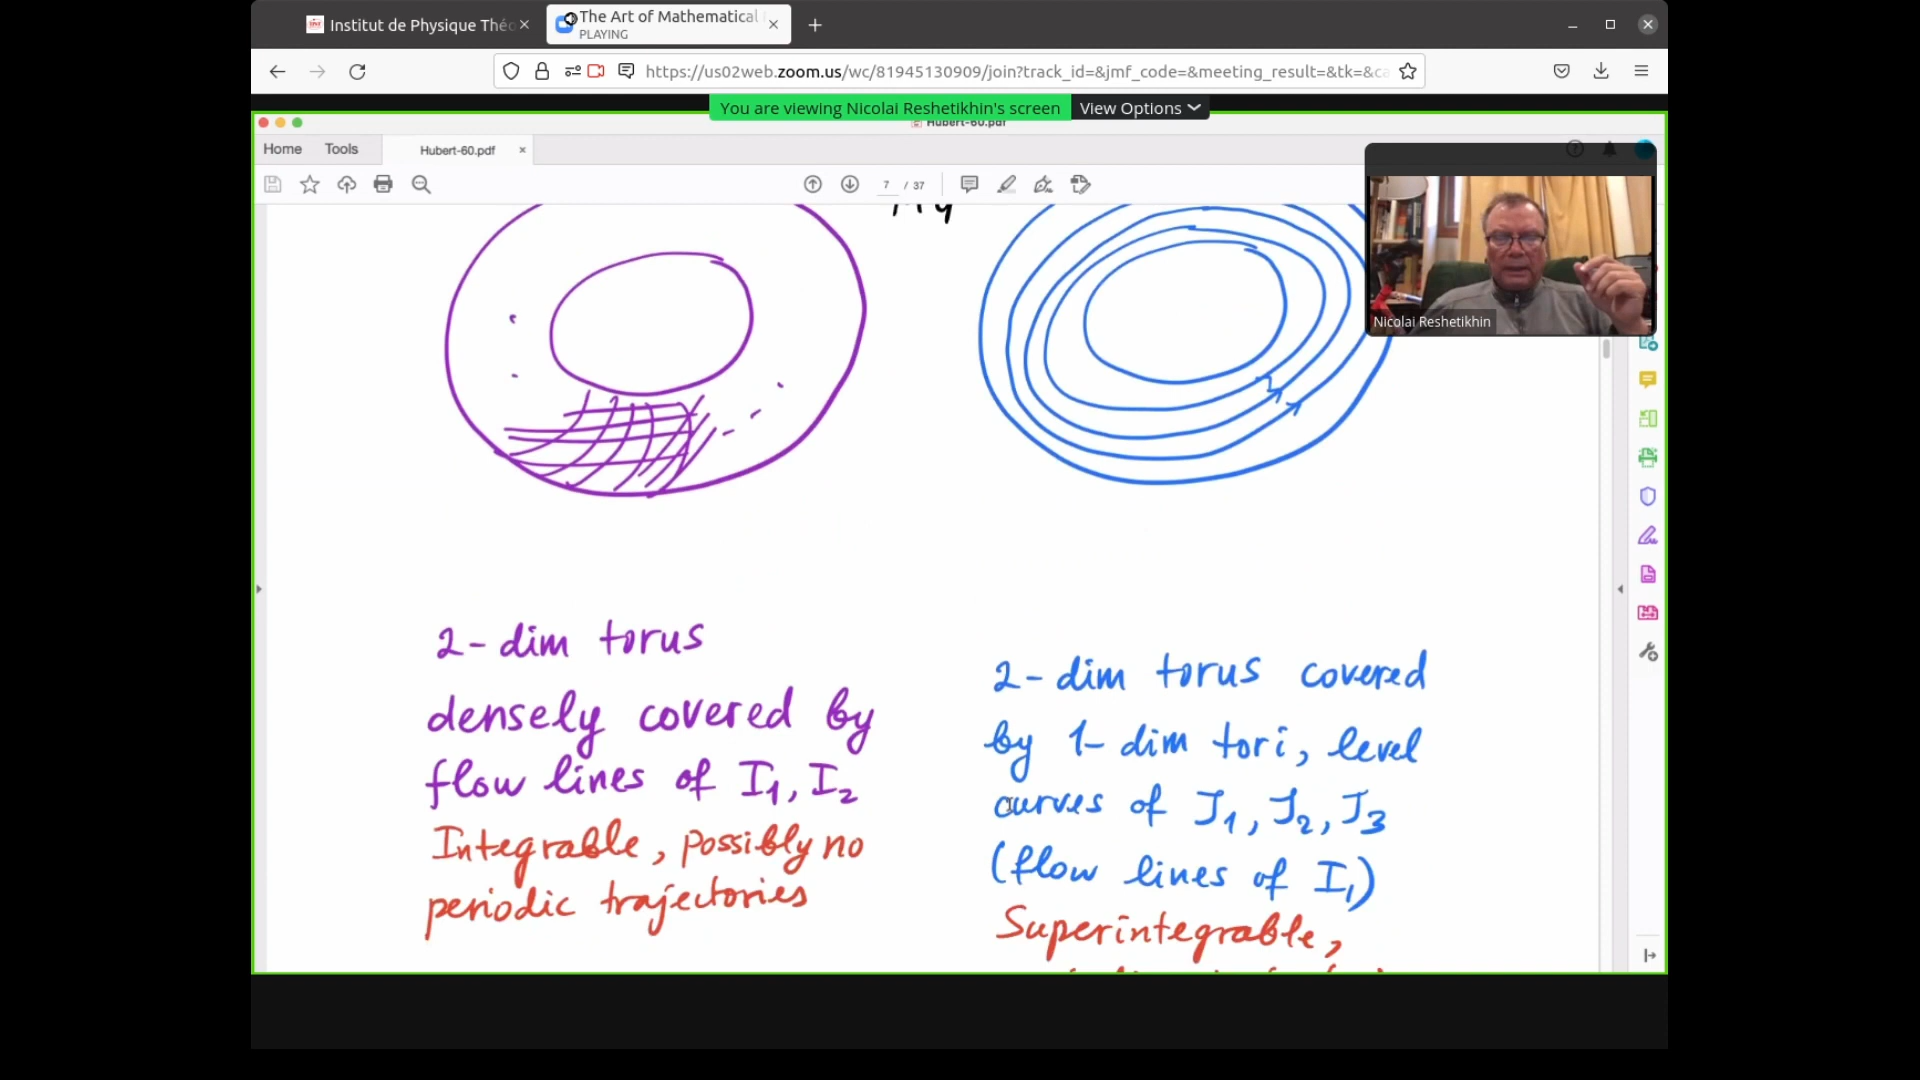 Institut de Physique Théo
The Art of Mathematical
PLAYING
https://us02web.zoom.us/wc/81945130909/join?track_id=&jmf_code=&meeting_result=&tk=&ca
You are viewing Nicolai Reshetikhin's screen View Options
Hubert-60.pdf
Home Tools Hubert-60.pdf
7 / 37
Nicolai Reshetikhin
2-dim torus
densely covered by
flow lines of I₁, I₂
Integrable, possibly no
periodic trajectories
2-dim torus covered
by 1-dim tori, level
curves of J₁, J₂, J₃
(flow lines of I₁)
Superintegrable,